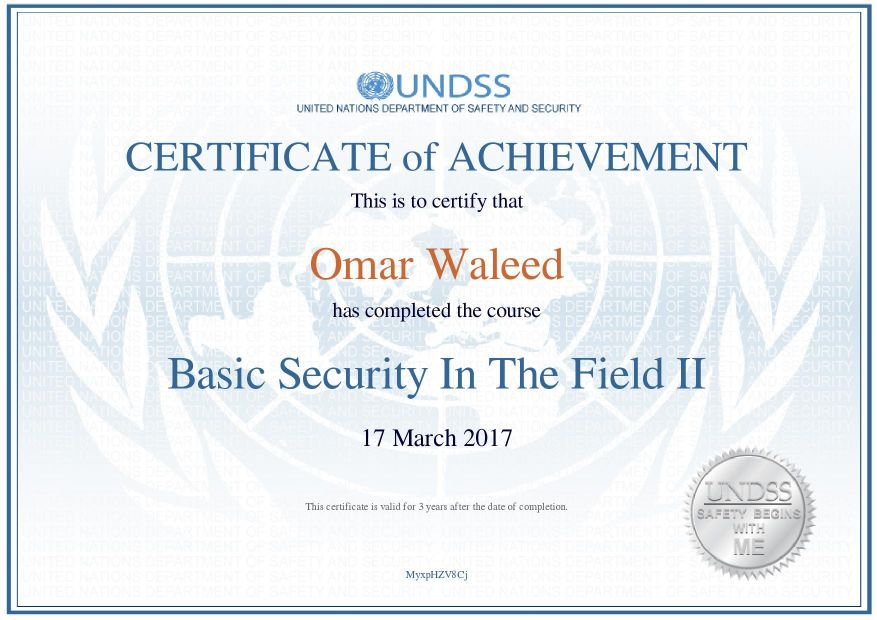 UNDSS
UNITED NATIONS DEPARTMENT OF SAFETY AND SECURITY
CERTIFICATE of ACHIEVEMENT
This is to certify that
Omar Waleed
has completed the course
Basic Security In The Field II
17 March 2017
This certificate is valid for 3 years after the date of completion.
UNDSS
SAFETY BEGINS
WITH
ME
MyxpHZV8Cj